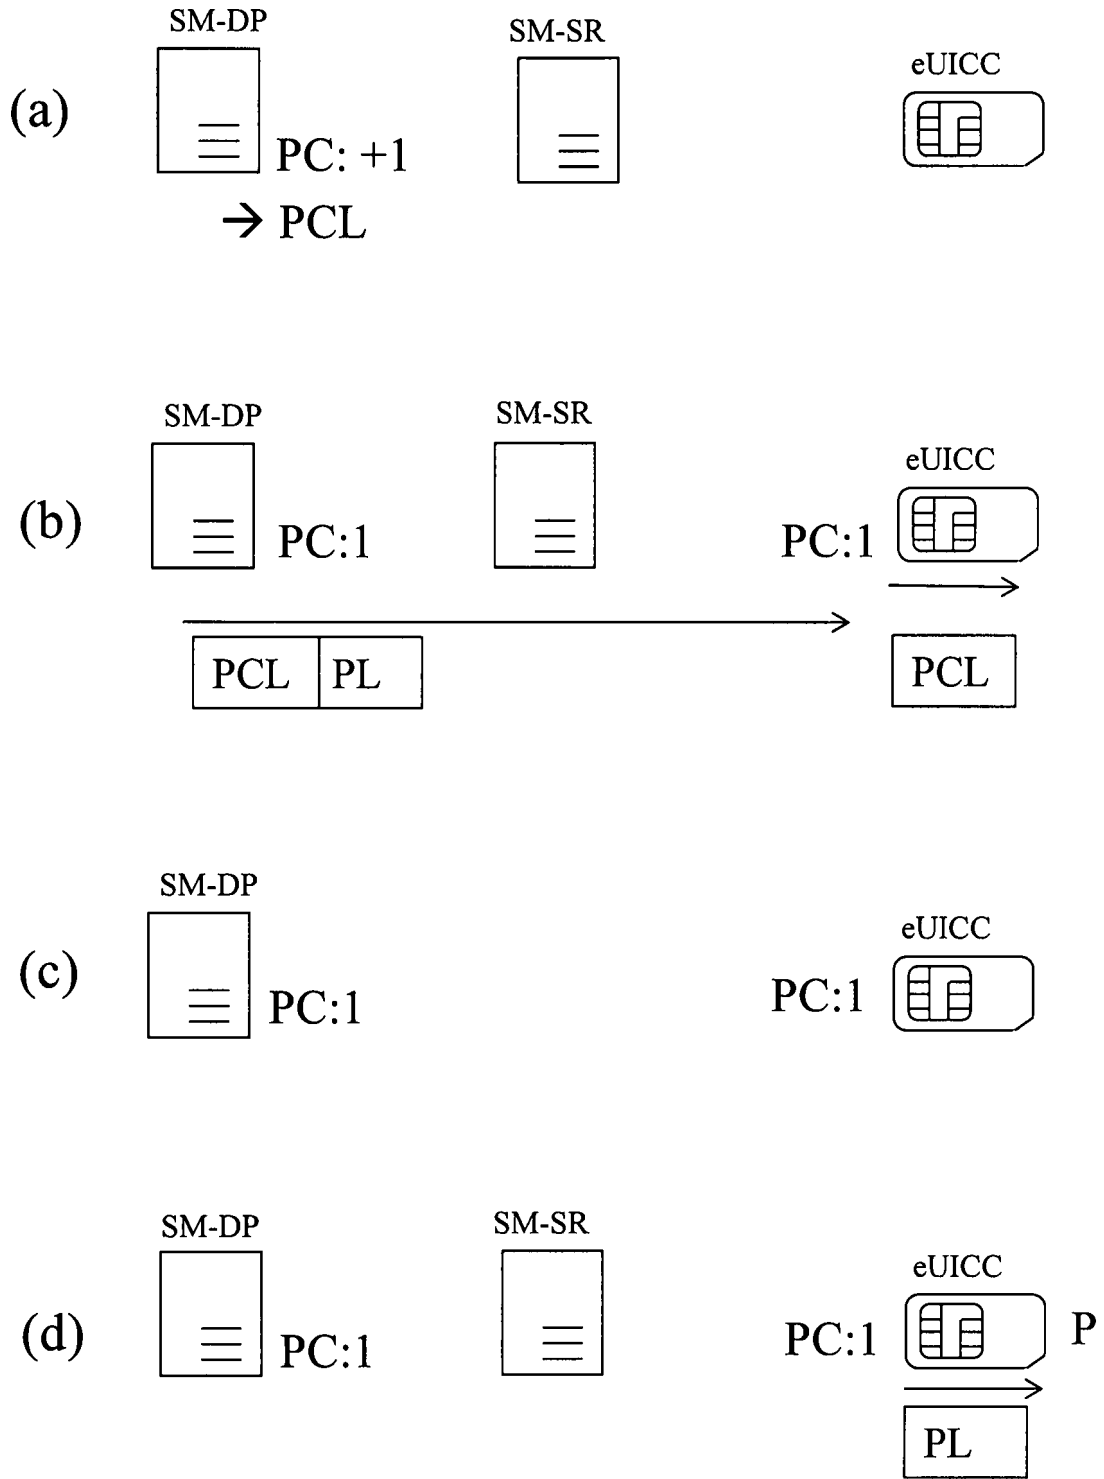 SM-DP
SM-SR
eUICC
(a)
PC: +1
→ PCL
SM-DP
SM-SR
eUICC
(b)
PC:1
PC:1
PCL PL
PCL
SM-DP
eUICC
(c)
PC:1
PC:1
SM-DP
SM-SR
eUICC
(d)
PC:1
PC:1
P
PL